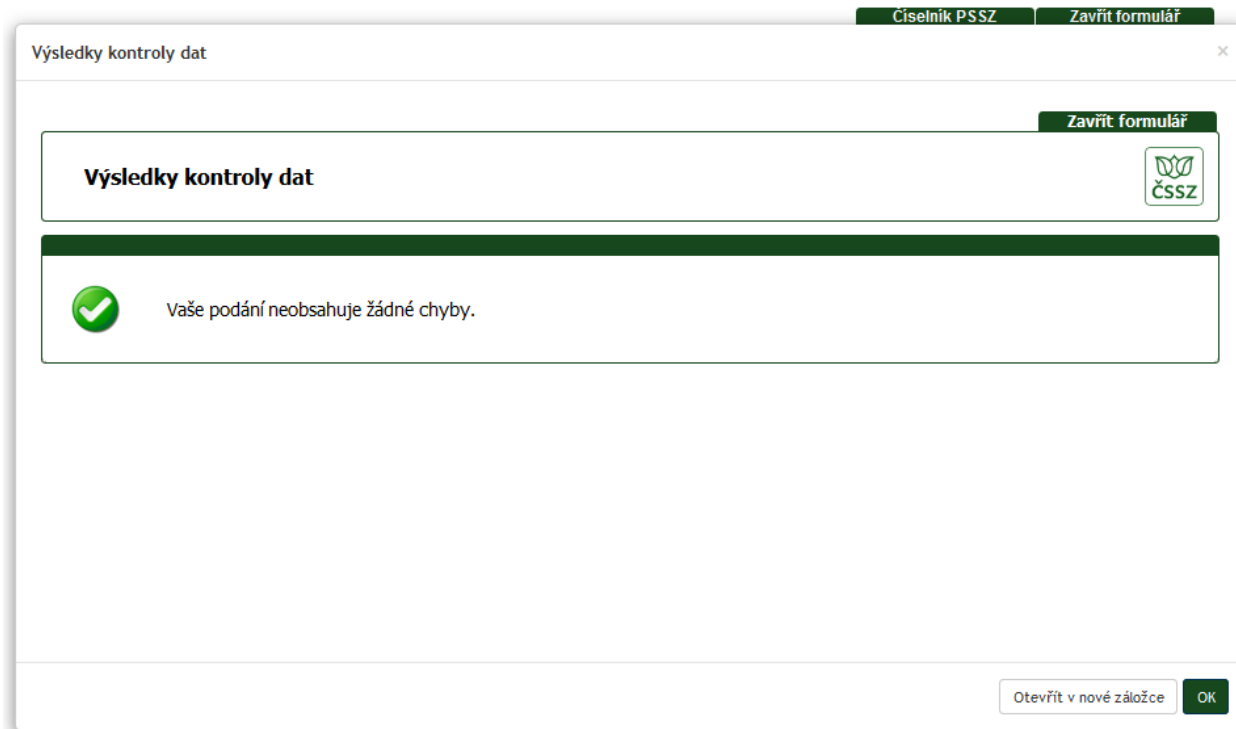 Číselník PSSZ Zavřít formulář
Výsledky kontroly dat ×
Zavřít formulář
Výsledky kontroly dat
ČSSZ
Vaše podání neobsahuje žádné chyby.
Otevřít v nové záložce OK